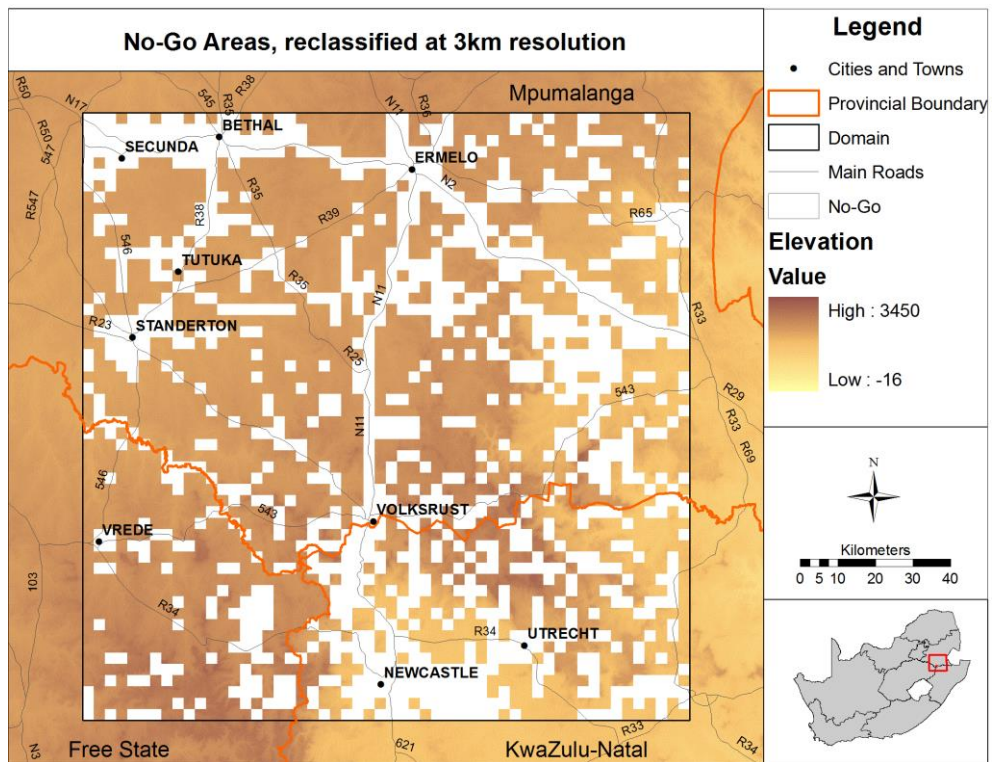 No-Go Areas, reclassified at 3km resolution
Legend
Cities and Towns
Provincial Boundary
Domain
Main Roads
No-Go
Elevation
Value
High : 3450
Low : -16
N
Kilometers
0 5 10 20 30 40
Mpumalanga
R50
N17
545
R35
R38
N11
R36
BETHAL
SECUNDA
ERMELO
N2
R50
547
R547
R35
R38
R39
R65
546
TUTUKA
R35
N11
R23
STANDERTON
R33
R25
543
R29
R33
N11
R69
546
543
VOLKSRUST
VREDE
103
R34
R34
UTRECHT
NEWCASTLE
R33
N3
Free State
621
KwaZulu-Natal
R34